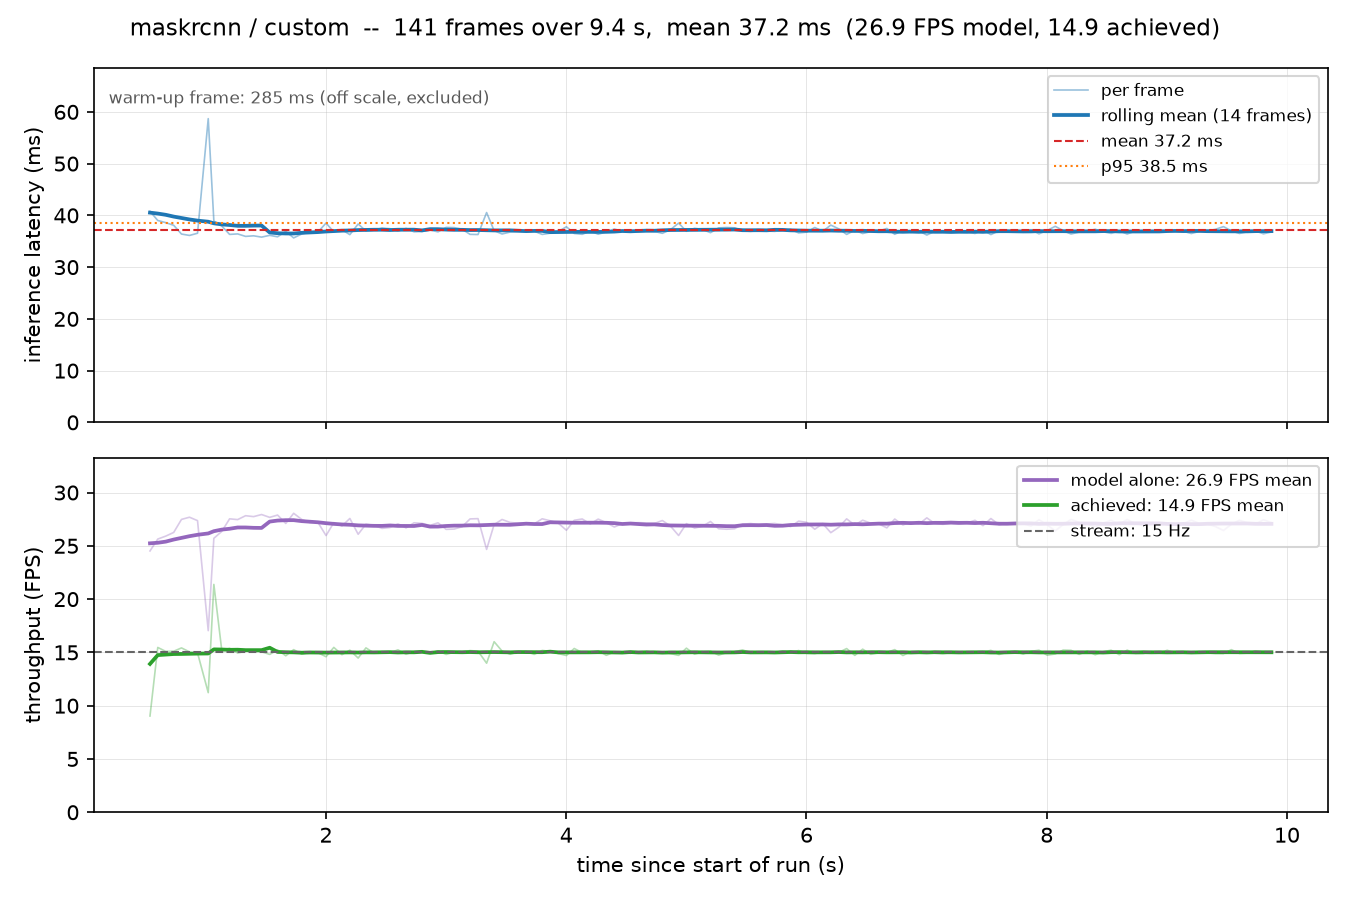 maskrcnn / custom  --  141 frames over 9.4 s,  mean 37.2 ms  (26.9 FPS model, 14.9 achieved)
warm-up frame: 285 ms (off scale, excluded)
per frame
rolling mean (14 frames)
mean 37.2 ms
p95 38.5 ms
inference latency (ms)
60
50
40
30
20
10
0
model alone: 26.9 FPS mean
achieved: 14.9 FPS mean
stream: 15 Hz
throughput (FPS)
30
25
20
15
10
5
0
2 4 6 8 10
time since start of run (s)